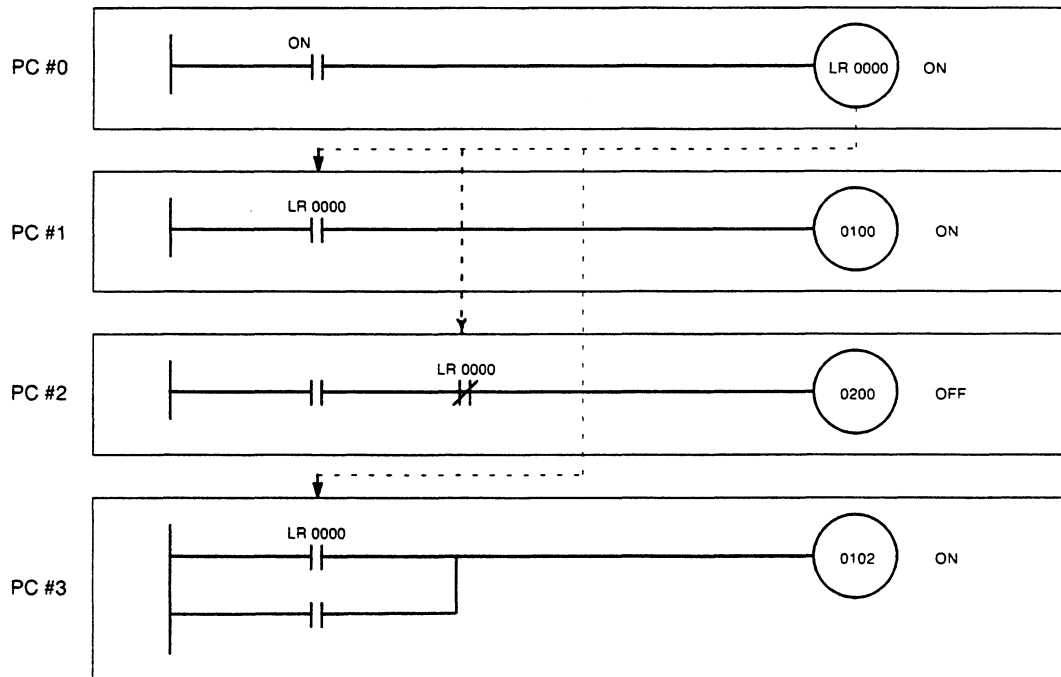 ON
PC #0
LR 0000
ON
LR 0000
PC #1
0100
ON
LR 0000
PC #2
0200
OFF
LR 0000
0102
ON
PC #3